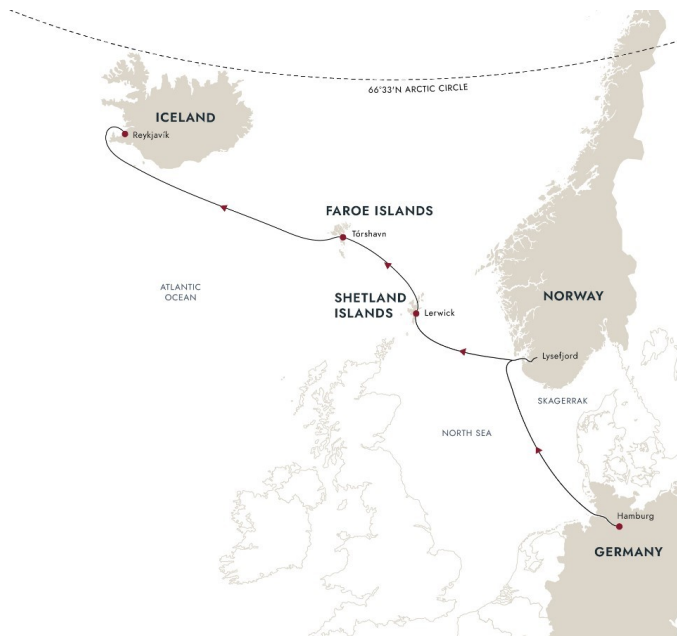 66°33'N ARCTIC CIRCLE
ICELAND
Reykjavík
FAROE ISLANDS
Tórshavn
ATLANTIC
OCEAN
SHETLAND
ISLANDS
Lerwick
NORWAY
Lysefjord
SKAGERRAK
NORTH SEA
Hamburg
GERMANY